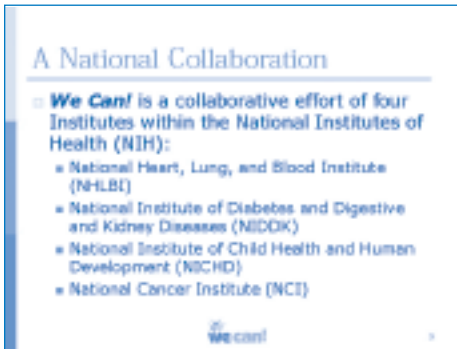 A National Collaboration
We Can! is a collaborative effort of four
Institutes within the National Institutes of
Health (NIH):
National Heart, Lung, and Blood Institute
(NHLBI)
National Institute of Diabetes and Digestive
and Kidney Diseases (NIDDK)
National Institute of Child Health and Human
Development (NICHD)
National Cancer Institute (NCI)
we can!